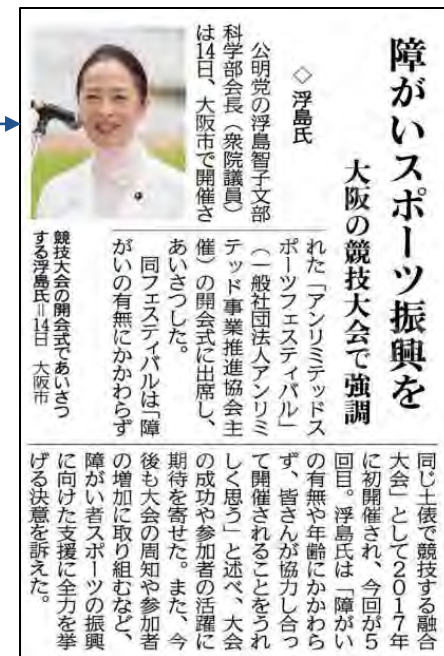 障がいスポーツ振興を
大阪の競技大会で強調
◇ 浮島氏
公明党の浮島智子文部
科学部会長（衆院議員）
は14日、大阪市で開催さ
れた「アンリミテッドス
ポーツフェスティバル」
（一般社団法人アンリミ
テッド事業推進協会主
催）の開会式に出席し、
あいさつした。
同フェスティバルは「障
がいの有無にかかわらず
同じ土俵で競技する融合
大会」として2017年
に初開催され、今回が5
回目。浮島氏は「障がい
の有無や年齢にかかわら
ず、皆さんが協力し合っ
て開催されることをうれ
しく思う」と述べ、大会
の成功や参加者の活躍に
期待を寄せた。また、今
後も大会の周知や参加者
の増加に取り組むなど、
障がい者スポーツの振興
に向けた支援に全力を挙
げる決意を訴えた。
競技大会の開会式であいさつ
する浮島氏＝14日 大阪市